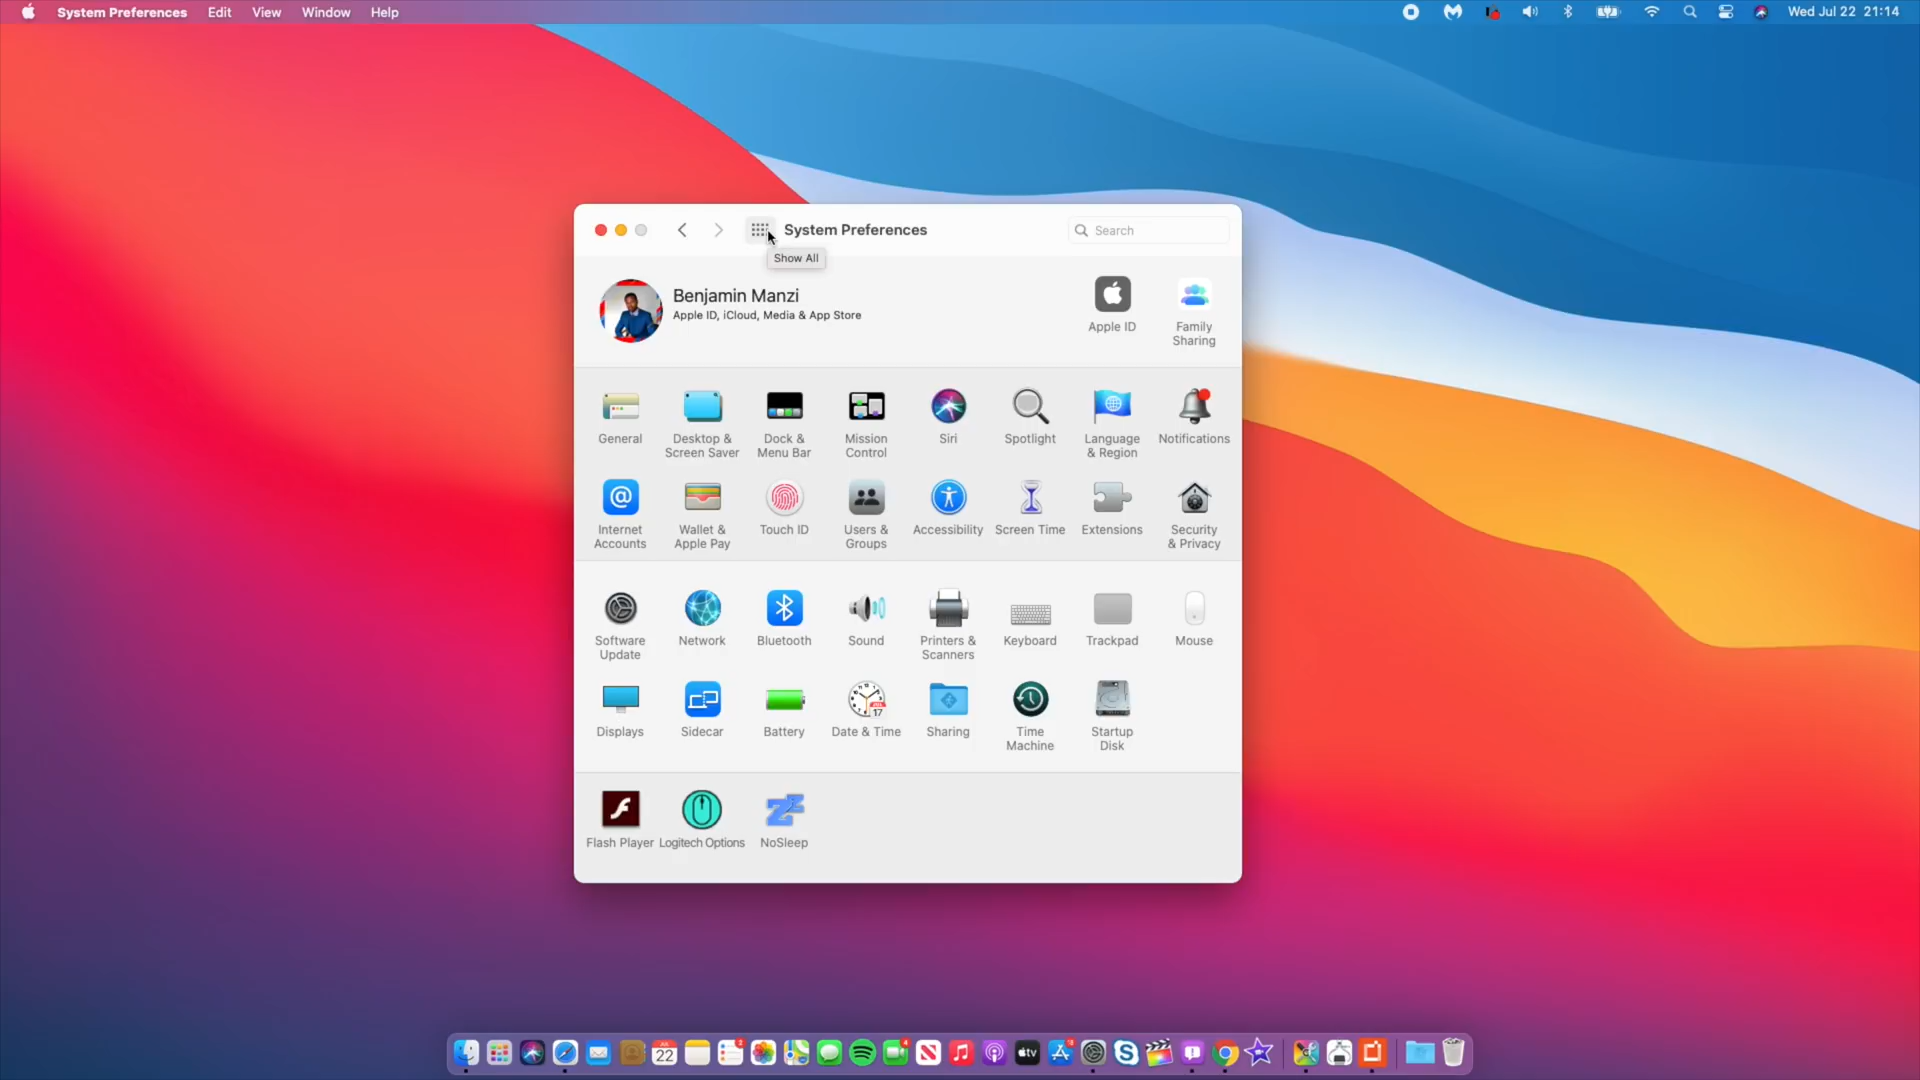 System Preferences Edit View Window Help
Wed Jul 22 21:14
System Preferences
Search
Show All
Benjamin Manzi
Apple ID, iCloud, Media & App Store
Apple ID
Family
Sharing
General
Desktop &
Screen Saver
Dock &
Menu Bar
Mission
Control
Siri
Spotlight
Language
& Region
Notifications
Internet
Accounts
Wallet &
Apple Pay
Touch ID
Users &
Groups
Accessibility
Screen Time
Extensions
Security
& Privacy
Software
Update
Network
Bluetooth
Sound
Printers &
Scanners
Keyboard
Trackpad
Mouse
Displays
Sidecar
Battery
17
Date & Time
Sharing
Time
Machine
Startup
Disk
Flash Player
Logitech Options
NoSleep
22
tv